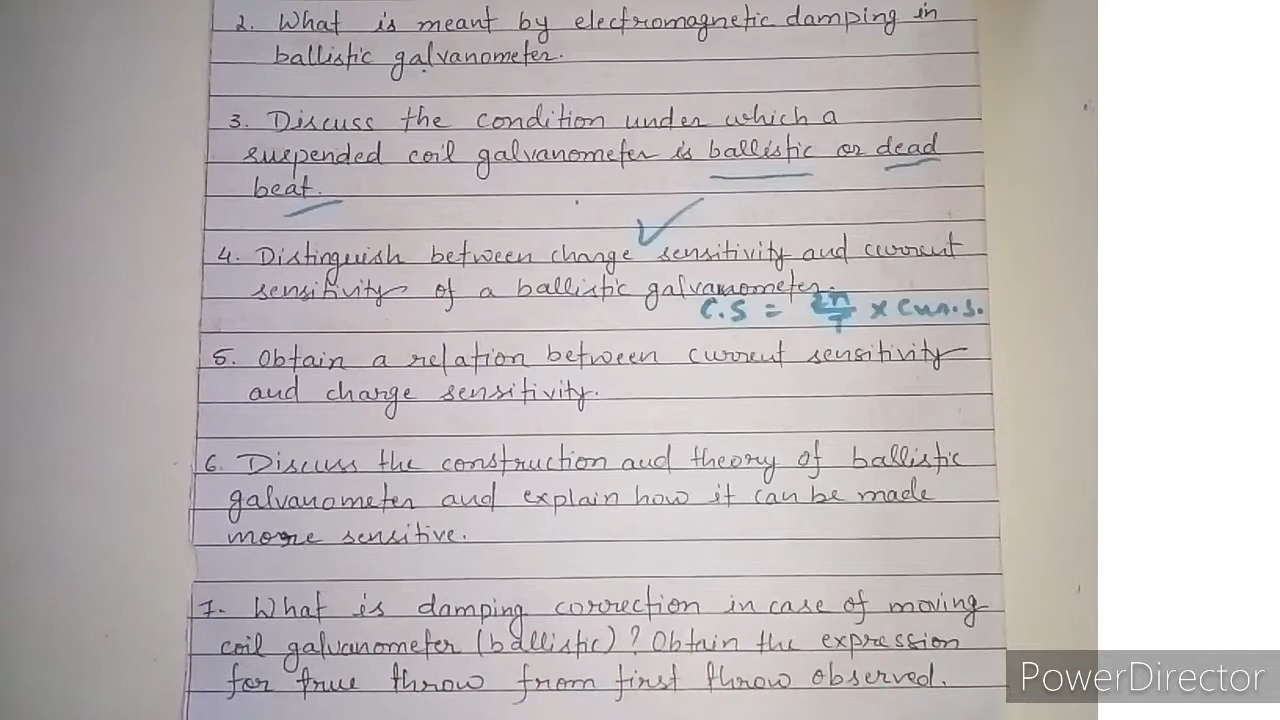 2. What is meant by electromagnetic damping in
ballistic galvanometer.
3. Discuss the condition under which a
suspended coil galvanometer is ballistic or dead
beat.
4. Distinguish between change sensitivity and current
sensitivity of a ballistic galvanometer.
C.S = 2π/T × Curr.S.
5. Obtain a relation between current sensitivity
and charge sensitivity.
6. Discuss the construction and theory of ballistic
galvanometer and explain how it can be made
more sensitive.
7. What is damping correction in case of moving
coil galvanometer (ballistic)? Obtain the expression
for true throw from first throw observed.
PowerDirector